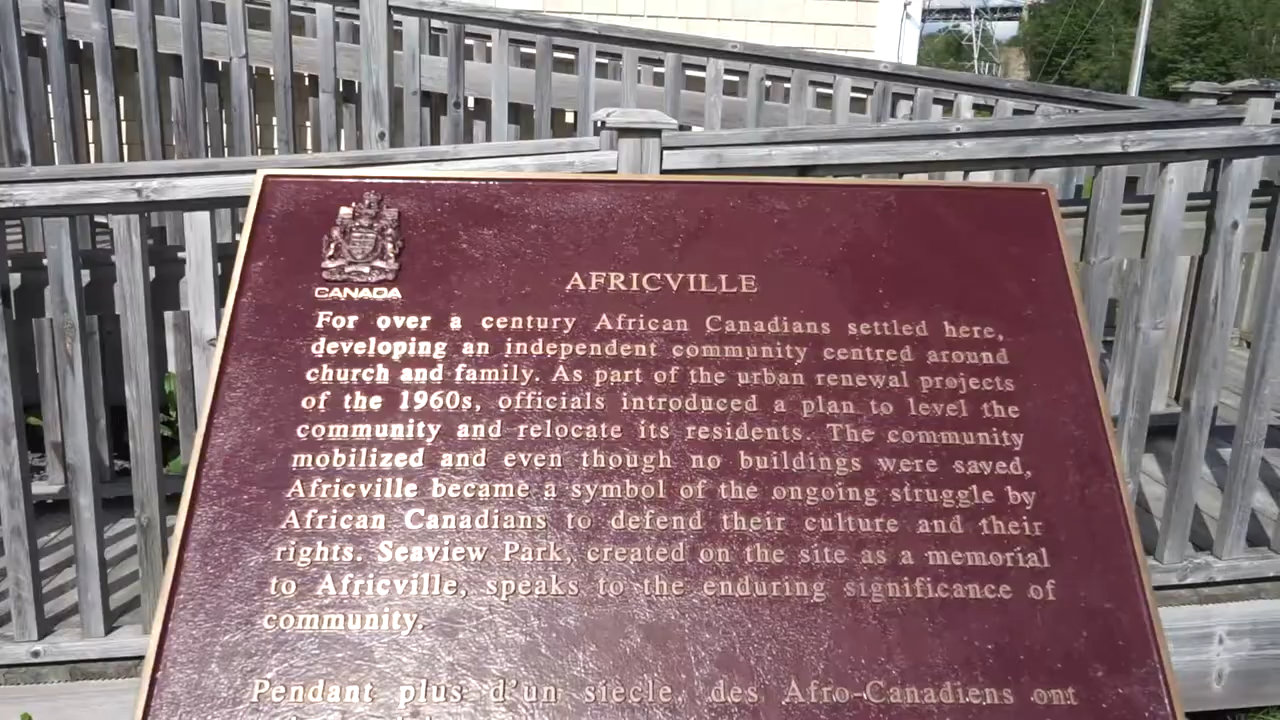 CANADA
AFRICVILLE
For over a century African Canadians settled here,
developing an independent community centred around
church and family. As part of the urban renewal projects
of the 1960s, officials introduced a plan to level the
community and relocate its residents. The community
mobilized and even though no buildings were saved,
Africville became a symbol of the ongoing struggle by
African Canadians to defend their culture and their
rights. Seaview Park, created on the site as a memorial
to Africville, speaks to the enduring significance of
community.
Pendant plus d'un siècle, des Afro-Canadiens ont